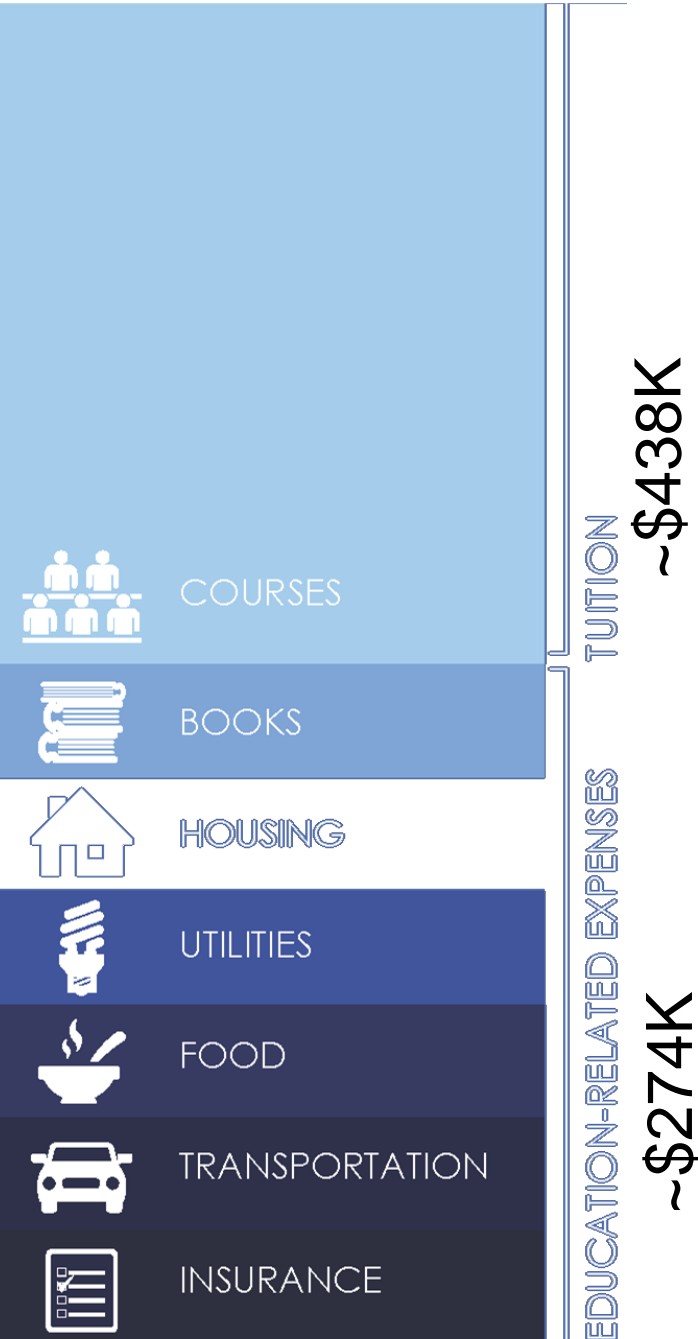 COURSES
BOOKS
HOUSING
UTILITIES
FOOD
TRANSPORTATION
INSURANCE
TUITION
~$438K
EDUCATION-RELATED EXPENSES
~$274K